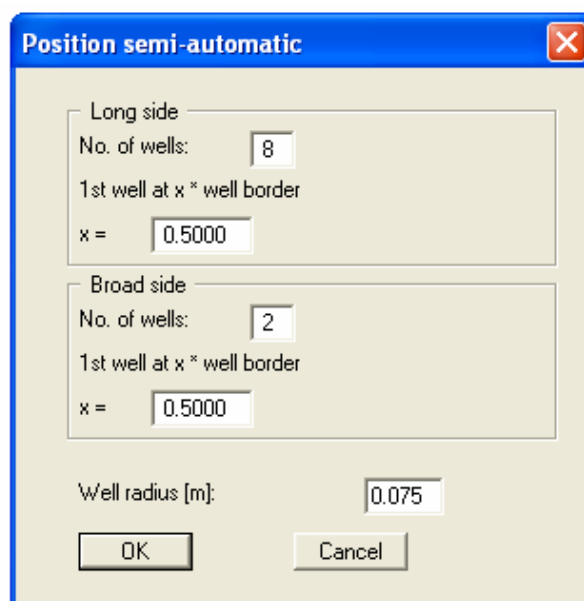 Position semi-automatic
Long side
No. of wells: 8
1st well at x * well border
x = 0.5000
Broad side
No. of wells: 2
1st well at x * well border
x = 0.5000
Well radius [m]: 0.075
OK Cancel